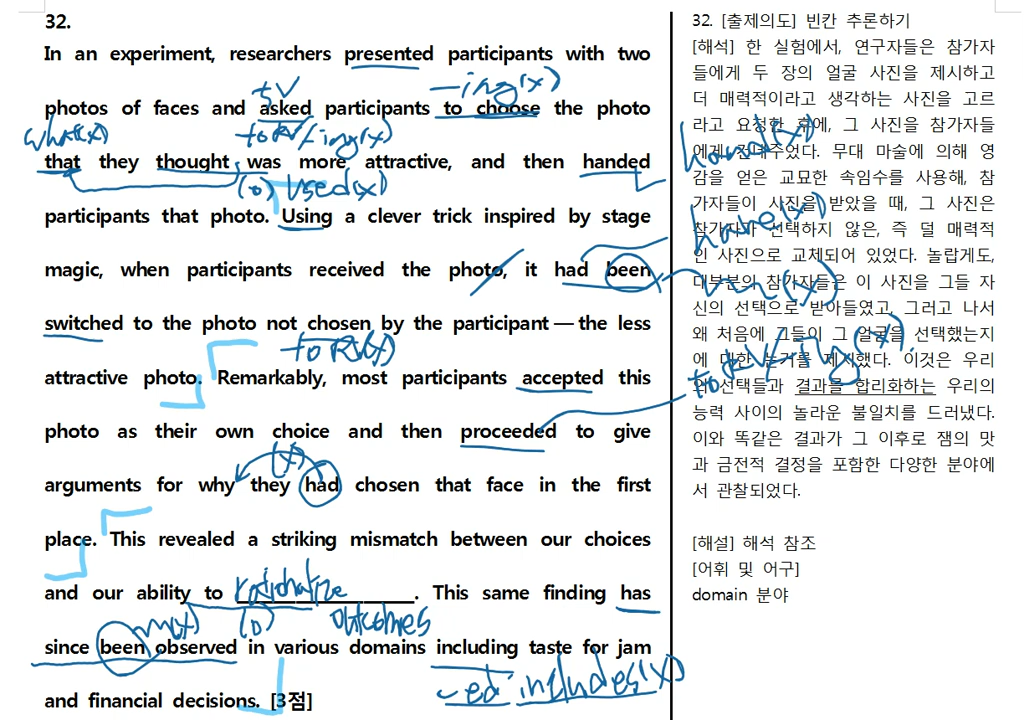 32.
In an experiment, researchers presented participants with two
–ing(x)
tV
photos of faces and asked participants to choose the photo
what(x)
toRV/ing(x)
that they thought was more attractive, and then handed
hand(x)
(o) used(x)
participants that photo. Using a clever trick inspired by stage
have(x)
magic, when participants received the photo, it had been
switched to the photo not chosen by the participant — the less
toRV(x)
attractive photo. Remarkably, most participants accepted this
toRV/ing(x)
photo as their own choice and then proceeded to give
(x)
arguments for why they had chosen that face in the first
place. This revealed a striking mismatch between our choices
and our ability to rationalize. This same finding has
(o) outcomes
since been observed in various domains including taste for jam
–ed includes(x)
and financial decisions. [3점]
32. [출제의도] 빈칸 추론하기
[해석] 한 실험에서, 연구자들은 참가자
들에게 두 장의 얼굴 사진을 제시하고
더 매력적이라고 생각하는 사진을 고르
라고 요청한 후에, 그 사진을 참가자들
에게 건네주었다. 무대 마술에 의해 영
감을 얻은 교묘한 속임수를 사용해, 참
가자들이 사진을 받았을 때, 그 사진은
참가자가 선택하지 않은, 즉 덜 매력적
인 사진으로 교체되어 있었다. 놀랍게도,
대부분의 참가자들은 이 사진을 그들 자
신의 선택으로 받아들였고, 그러고 나서
왜 처음에 그들이 그 얼굴을 선택했는지
에 대한 논거를 제시했다. 이것은 우리
의 선택들과 결과를 합리화하는 우리의
능력 사이의 놀라운 불일치를 드러냈다.
이와 똑같은 결과가 그 이후로 잼의 맛
과 금전적 결정을 포함한 다양한 분야에
서 관찰되었다.
[해설] 해석 참조
[어휘 및 어구]
domain 분야